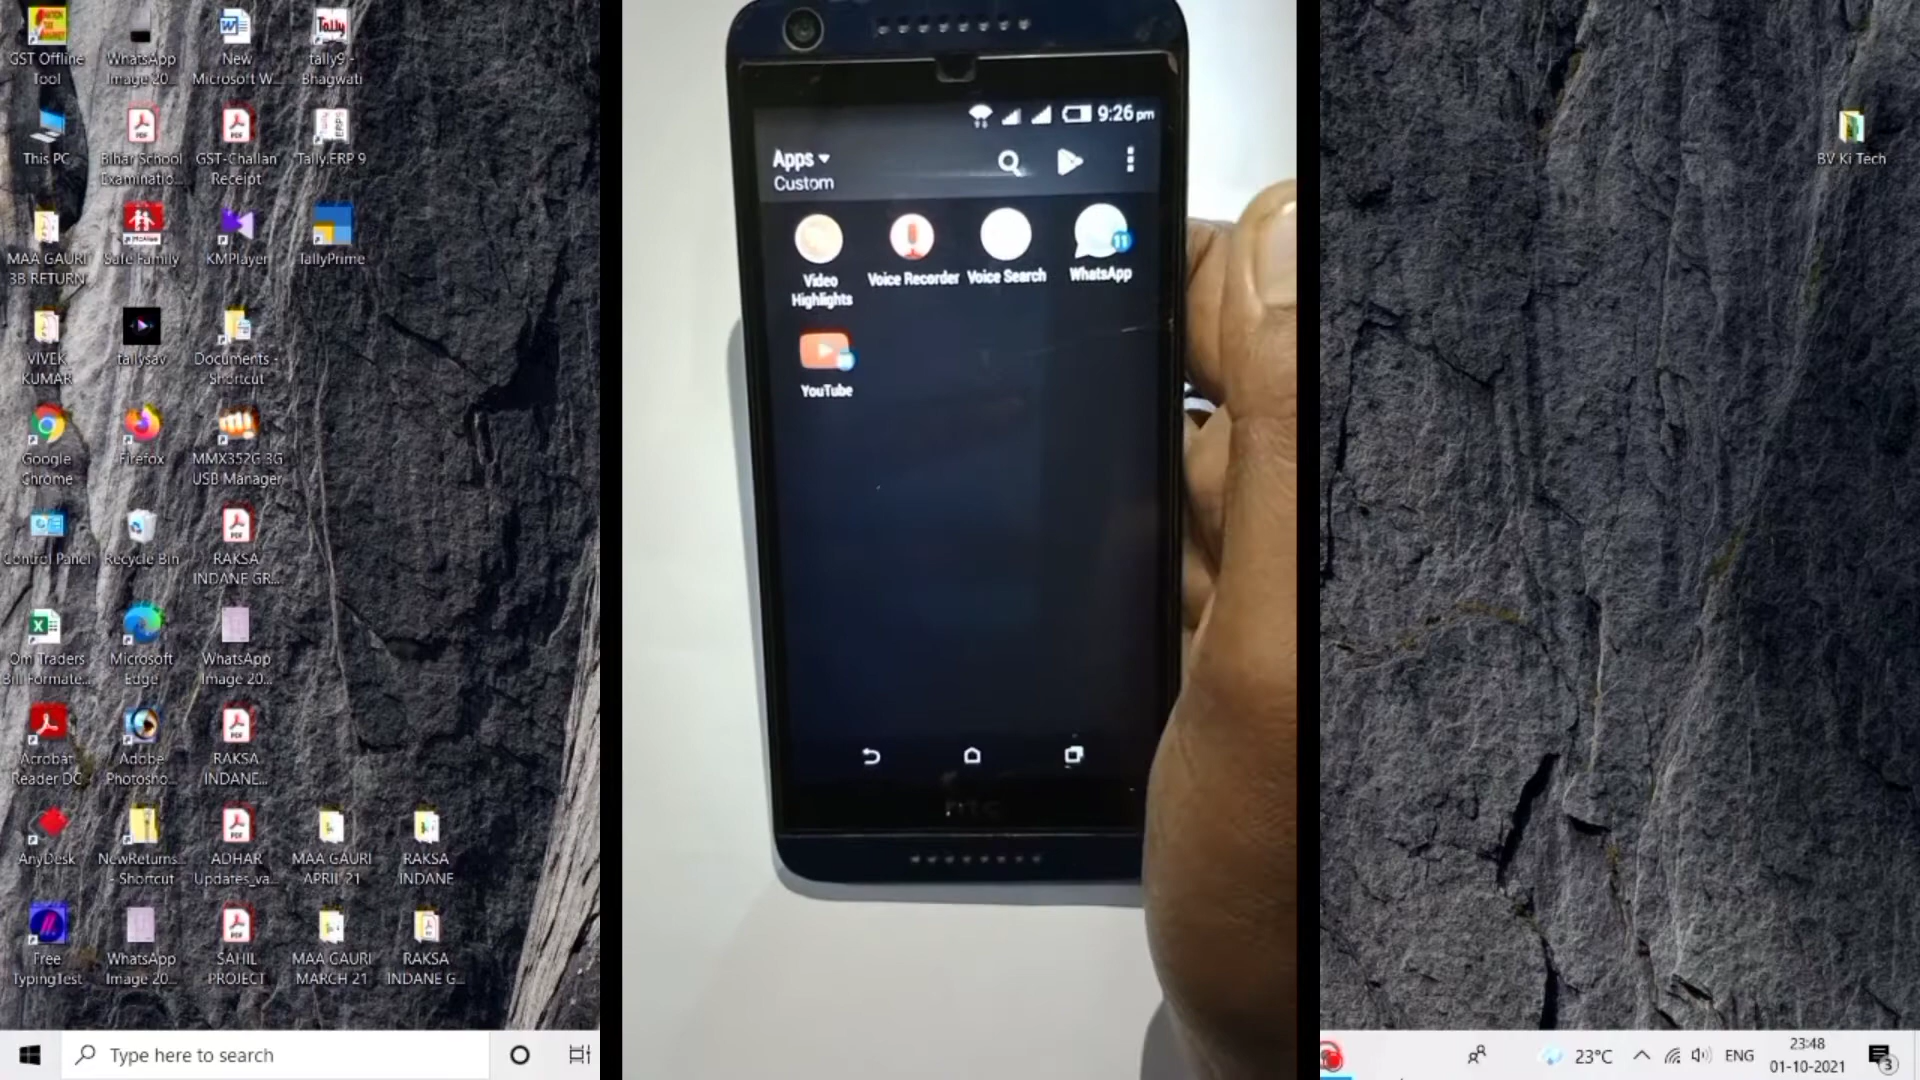 GST Offline
Tool
WhatsApp
Image 20...
New
Microsoft W...
tally9 -
Bhagwati
This PC
Bihar School
Examinatio...
GST-Challan
Receipt
Tally.ERP 9
MAA GAURI
3B RETURN
Safe Family
KMPlayer
TallyPrime
VIVEK
KUMAR
tallysav
Documents -
Shortcut
Google
Chrome
Firefox
MMX352G 3G
USB Manager
Control Panel
Recycle Bin
RAKSA
INDANE GR...
Om Traders
Bill Formate...
Microsoft
Edge
WhatsApp
Image 20...
Acrobat
Reader DC
Adobe
Photosho...
RAKSA
INDANE...
AnyDesk
NewReturns...
- Shortcut
ADHAR
Updates_va...
MAA GAURI
APRIL 21
RAKSA
INDANE
Free
TypingTest
WhatsApp
Image 20...
SAHIL
PROJECT
MAA GAURI
MARCH 21
RAKSA
INDANE G...
Type here to search
9:26 pm
Apps
Custom
Video
Highlights
Voice Recorder
Voice Search
11
WhatsApp
YouTube
hTC
BV Ki Tech
23°C
ENG
23:48
01-10-2021
3